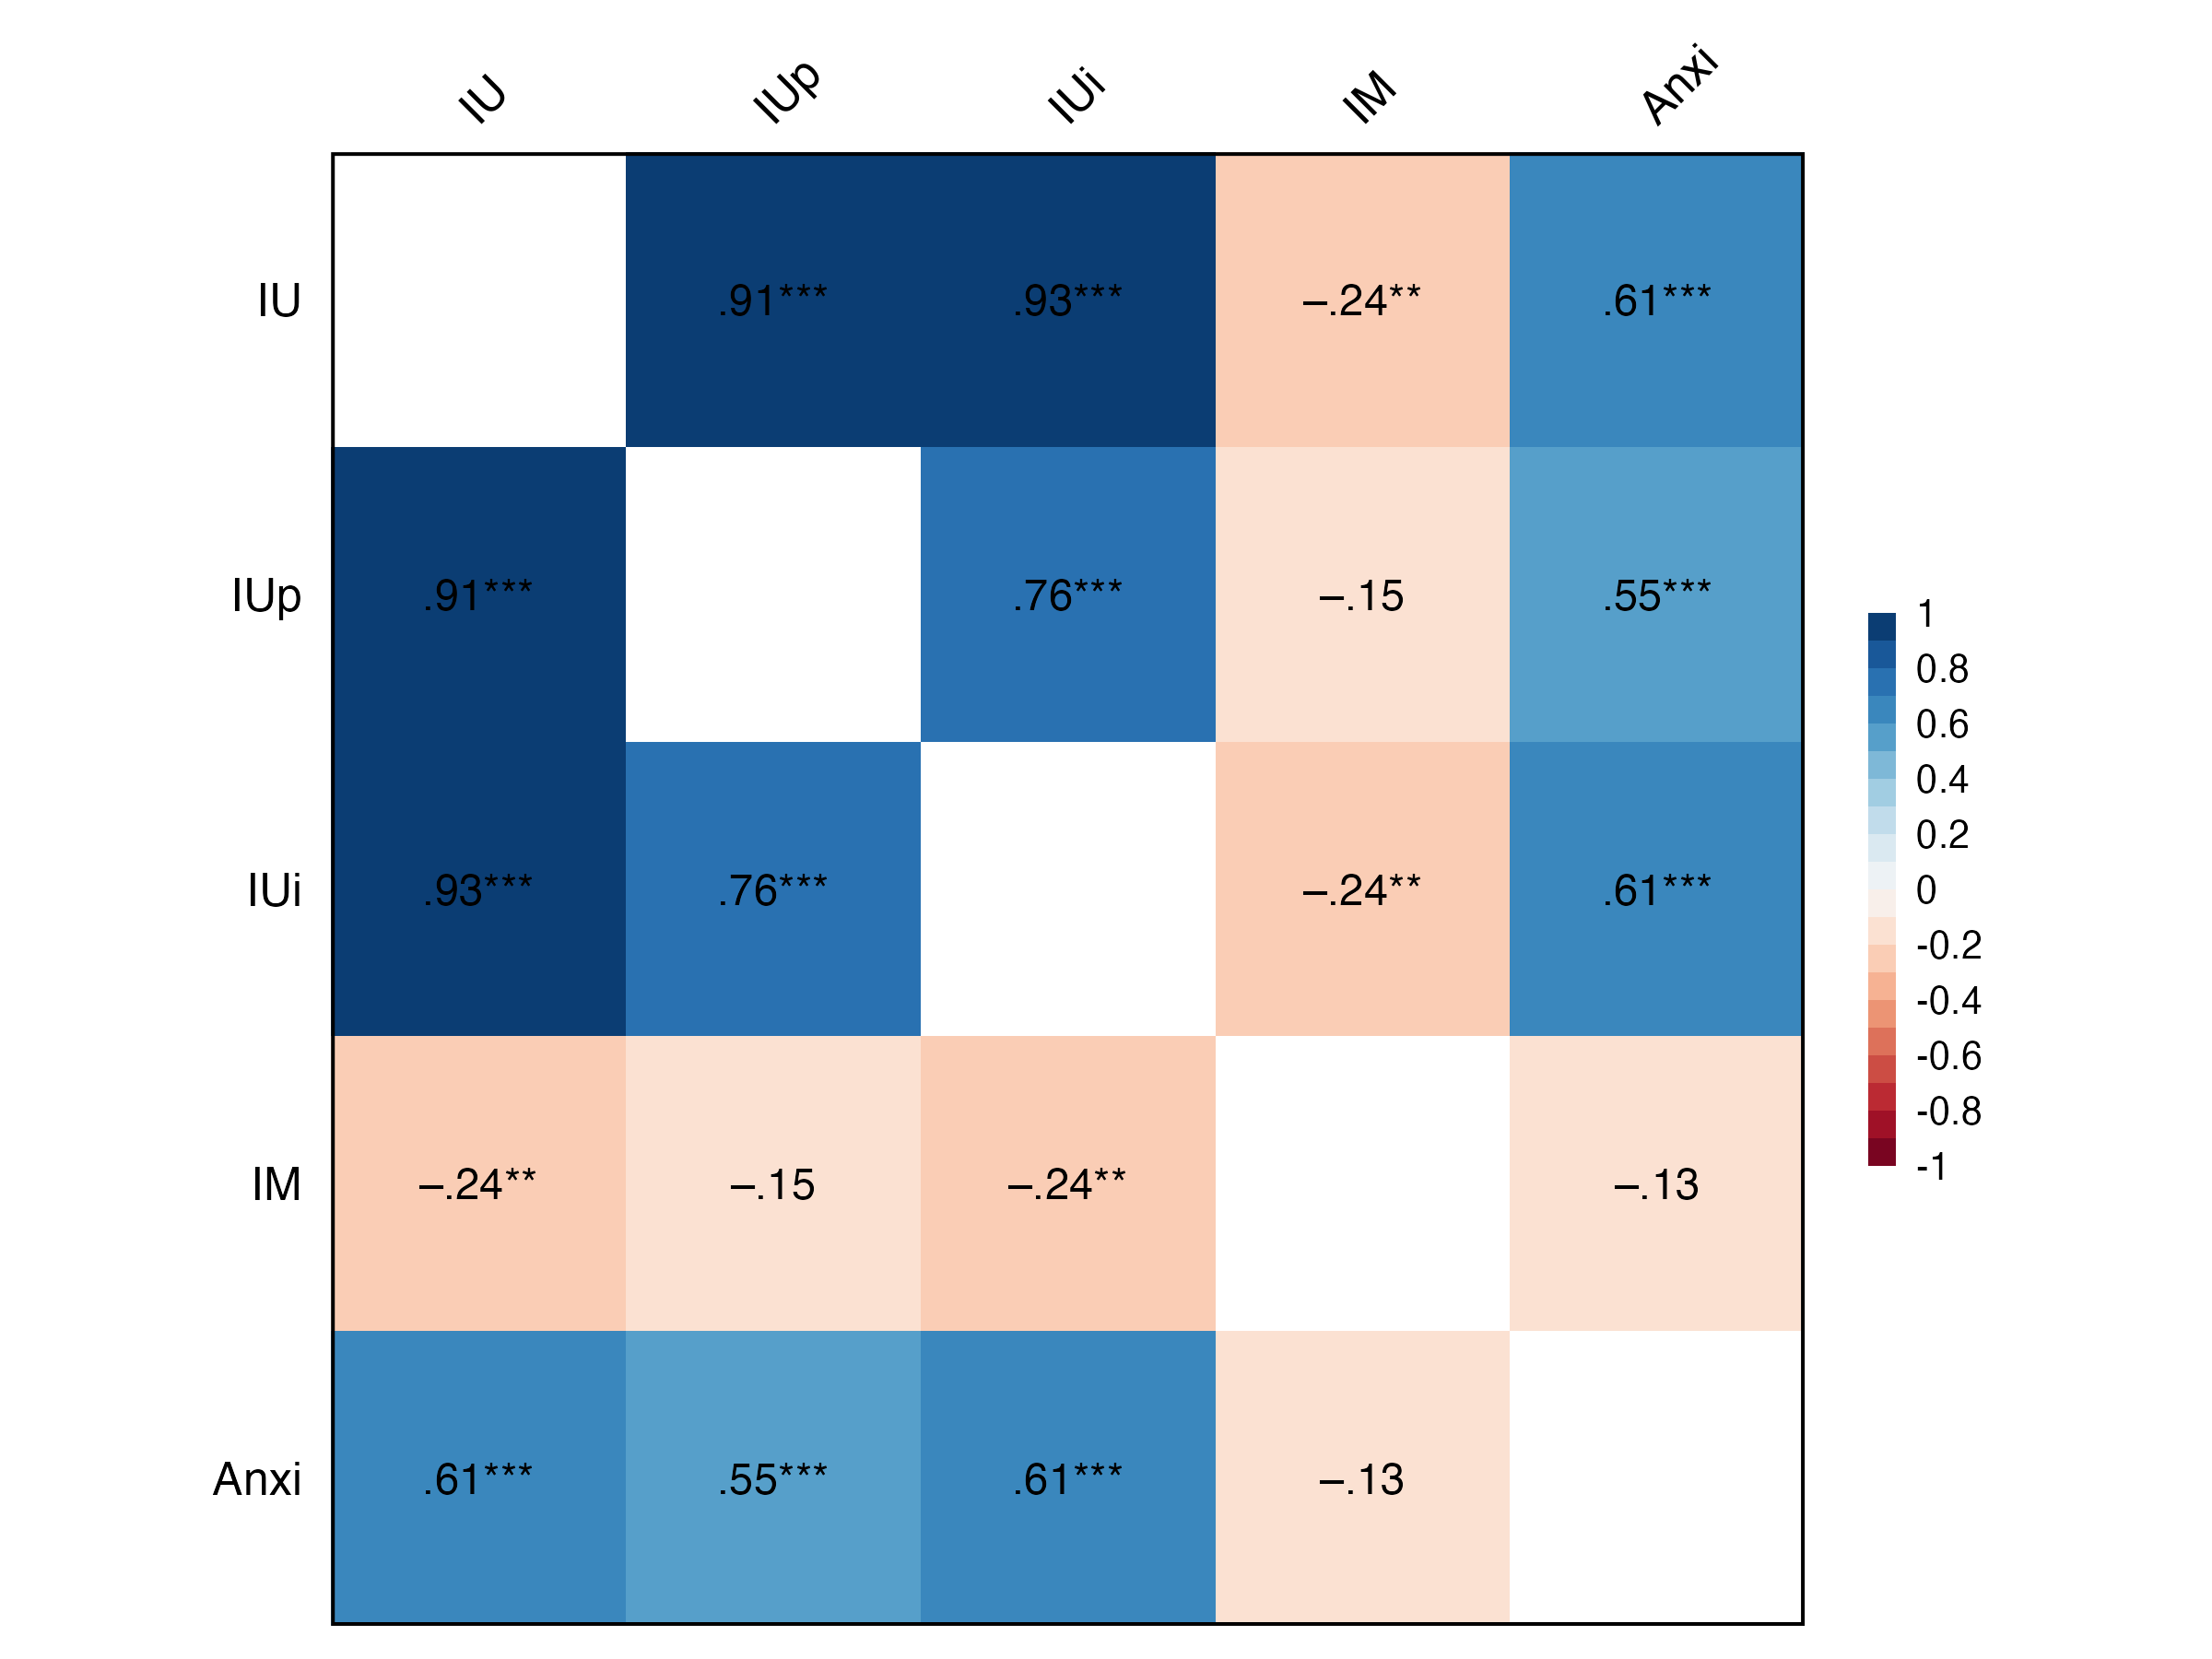 IU IUp IUi IM Anxi
IU .91*** .93*** –.24** .61***
IUp .91*** .76*** –.15 .55***
IUi .93*** .76*** –.24** .61***
IM –.24** –.15 –.24** –.13
Anxi .61*** .55*** .61*** –.13
1
0.8
0.6
0.4
0.2
0
-0.2
-0.4
-0.6
-0.8
-1